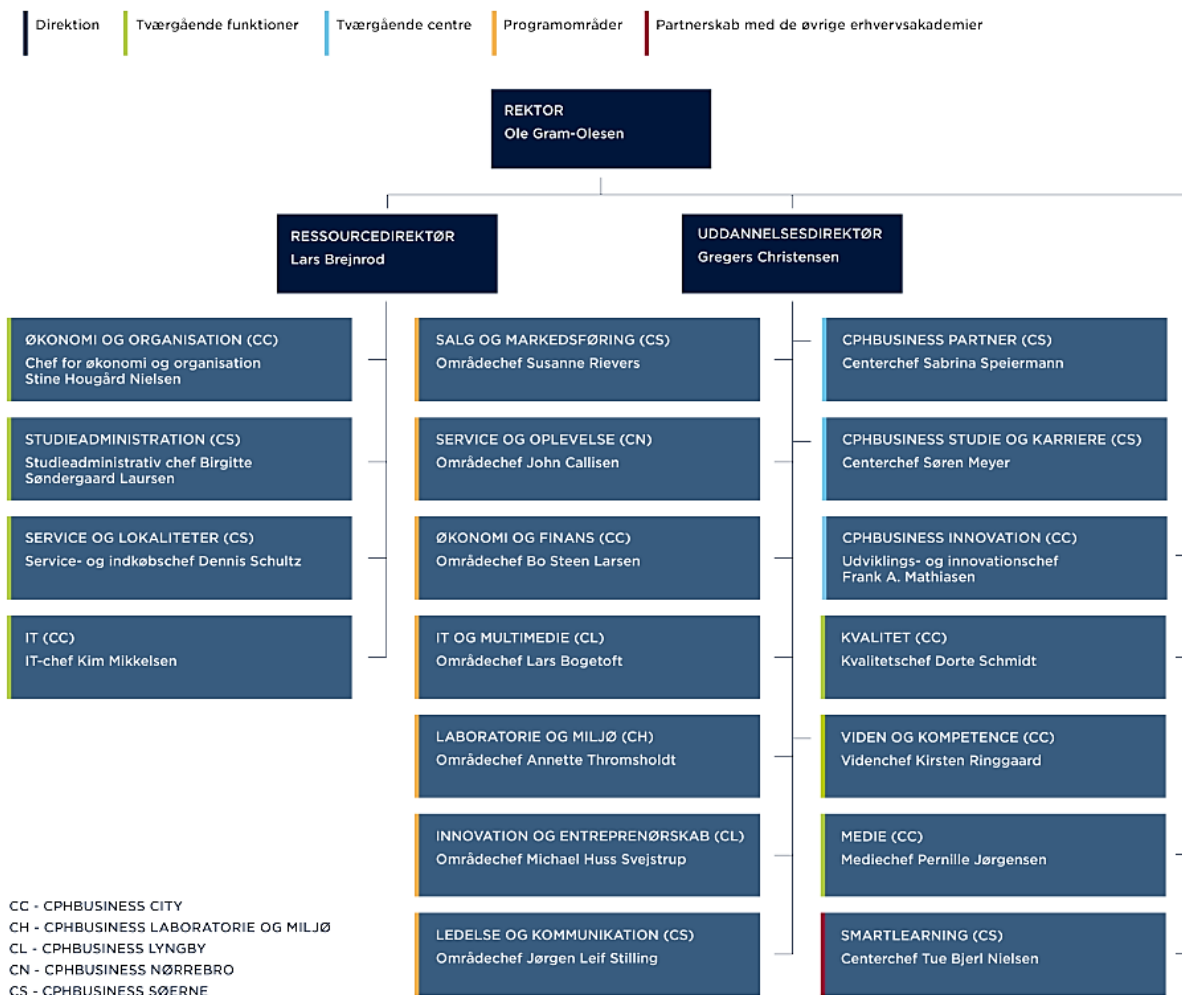 Direktion
Tværgående funktioner
Tværgående centre
Programområder
Partnerskab med de øvrige erhvervsakademier
REKTOR
Ole Gram-Olesen
RESSOURCEDIREKTØR
Lars Brejnrod
UDDANNELSESDIREKTØR
Gregers Christensen
ØKONOMI OG ORGANISATION (CC)
Chef for økonomi og organisation
Stine Hougård Nielsen
STUDIEADMINISTRATION (CS)
Studieadministrativ chef Birgitte
Søndergaard Laursen
SERVICE OG LOKALITETER (CS)
Service- og indkøbschef Dennis Schultz
IT (CC)
IT-chef Kim Mikkelsen
SALG OG MARKEDSFØRING (CS)
Områdechef Susanne Rievers
SERVICE OG OPLEVELSE (CN)
Områdechef John Callisen
ØKONOMI OG FINANS (CC)
Områdechef Bo Steen Larsen
IT OG MULTIMEDIE (CL)
Områdechef Lars Bogetoft
LABORATORIE OG MILJØ (CH)
Områdechef Annette Thromsholdt
INNOVATION OG ENTREPRENØRSKAB (CL)
Områdechef Michael Huss Svejstrup
LEDELSE OG KOMMUNIKATION (CS)
Områdechef Jørgen Leif Stilling
CPHBUSINESS PARTNER (CS)
Centerchef Sabrina Speiermann
CPHBUSINESS STUDIE OG KARRIERE (CS)
Centerchef Søren Meyer
CPHBUSINESS INNOVATION (CC)
Udviklings- og innovationschef
Frank A. Mathiasen
KVALITET (CC)
Kvalitetschef Dorte Schmidt
VIDEN OG KOMPETENCE (CC)
Videnchef Kirsten Ringgaard
MEDIE (CC)
Mediechef Pernille Jørgensen
SMARTLEARNING (CS)
Centerchef Tue Bjerl Nielsen
CC - CPHBUSINESS CITY
CH - CPHBUSINESS LABORATORIE OG MILJØ
CL - CPHBUSINESS LYNGBY
CN - CPHBUSINESS NØRREBRO
CS - CPHBUSINESS SØERNE